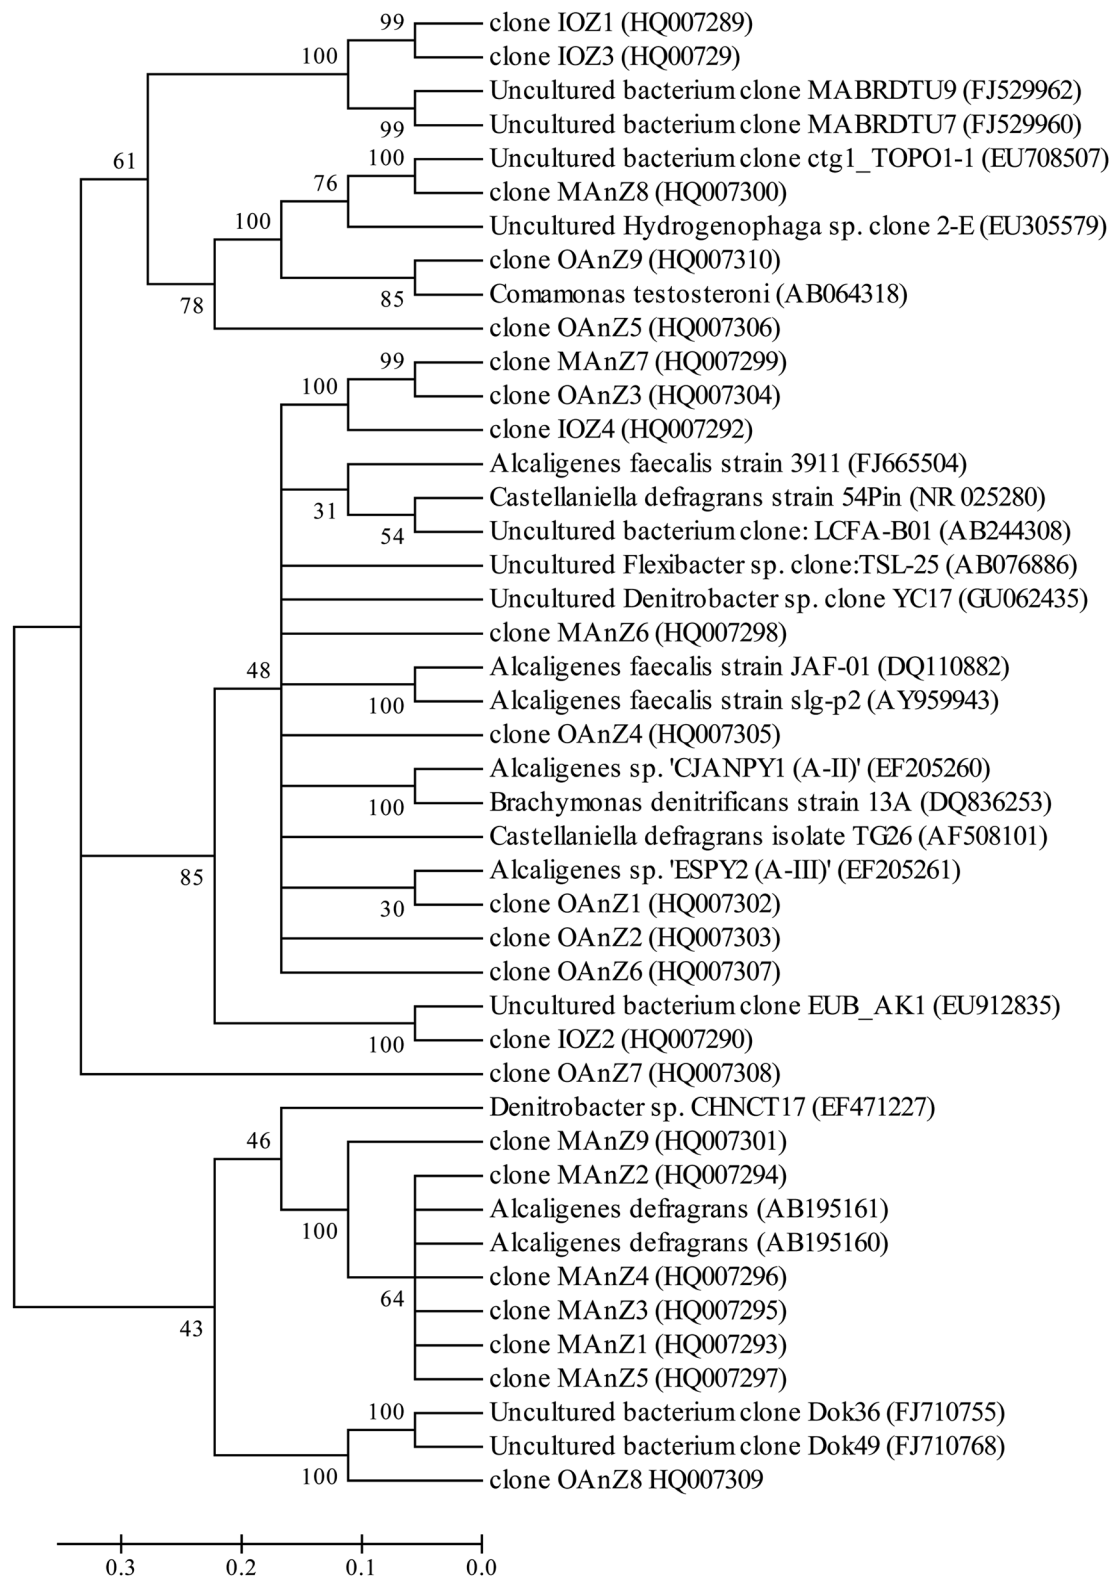 99
clone IOZ1 (HQ007289)
100
clone IOZ3 (HQ00729)
Uncultured bacterium clone MABRDTU9 (FJ529962)
99
Uncultured bacterium clone MABRDTU7 (FJ529960)
61
100
Uncultured bacterium clone ctg1_TOPO1-1 (EU708507)
76
clone MAnZ8 (HQ007300)
100
Uncultured Hydrogenophaga sp. clone 2-E (EU305579)
clone OAnZ9 (HQ007310)
85
Comamonas testosteroni (AB064318)
78
clone OAnZ5 (HQ007306)
99
clone MAnZ7 (HQ007299)
100
clone OAnZ3 (HQ007304)
clone IOZ4 (HQ007292)
Alcaligenes faecalis strain 3911 (FJ665504)
31
Castellaniella defragrans strain 54Pin (NR 025280)
54
Uncultured bacterium clone: LCFA-B01 (AB244308)
Uncultured Flexibacter sp. clone:TSL-25 (AB076886)
Uncultured Denitrobacter sp. clone YC17 (GU062435)
clone MAnZ6 (HQ007298)
48
Alcaligenes faecalis strain JAF-01 (DQ110882)
100
Alcaligenes faecalis strain slg-p2 (AY959943)
clone OAnZ4 (HQ007305)
Alcaligenes sp. 'CJANPY1 (A-II)' (EF205260)
100
Brachymonas denitrificans strain 13A (DQ836253)
Castellaniella defragrans isolate TG26 (AF508101)
85
Alcaligenes sp. 'ESPY2 (A-III)' (EF205261)
30
clone OAnZ1 (HQ007302)
clone OAnZ2 (HQ007303)
clone OAnZ6 (HQ007307)
Uncultured bacterium clone EUB_AK1 (EU912835)
100
clone IOZ2 (HQ007290)
clone OAnZ7 (HQ007308)
Denitrobacter sp. CHNCT17 (EF471227)
46
clone MAnZ9 (HQ007301)
clone MAnZ2 (HQ007294)
100
Alcaligenes defragrans (AB195161)
Alcaligenes defragrans (AB195160)
clone MAnZ4 (HQ007296)
64
clone MAnZ3 (HQ007295)
43
clone MAnZ1 (HQ007293)
clone MAnZ5 (HQ007297)
100
Uncultured bacterium clone Dok36 (FJ710755)
Uncultured bacterium clone Dok49 (FJ710768)
100
clone OAnZ8 HQ007309
0.3 0.2 0.1 0.0